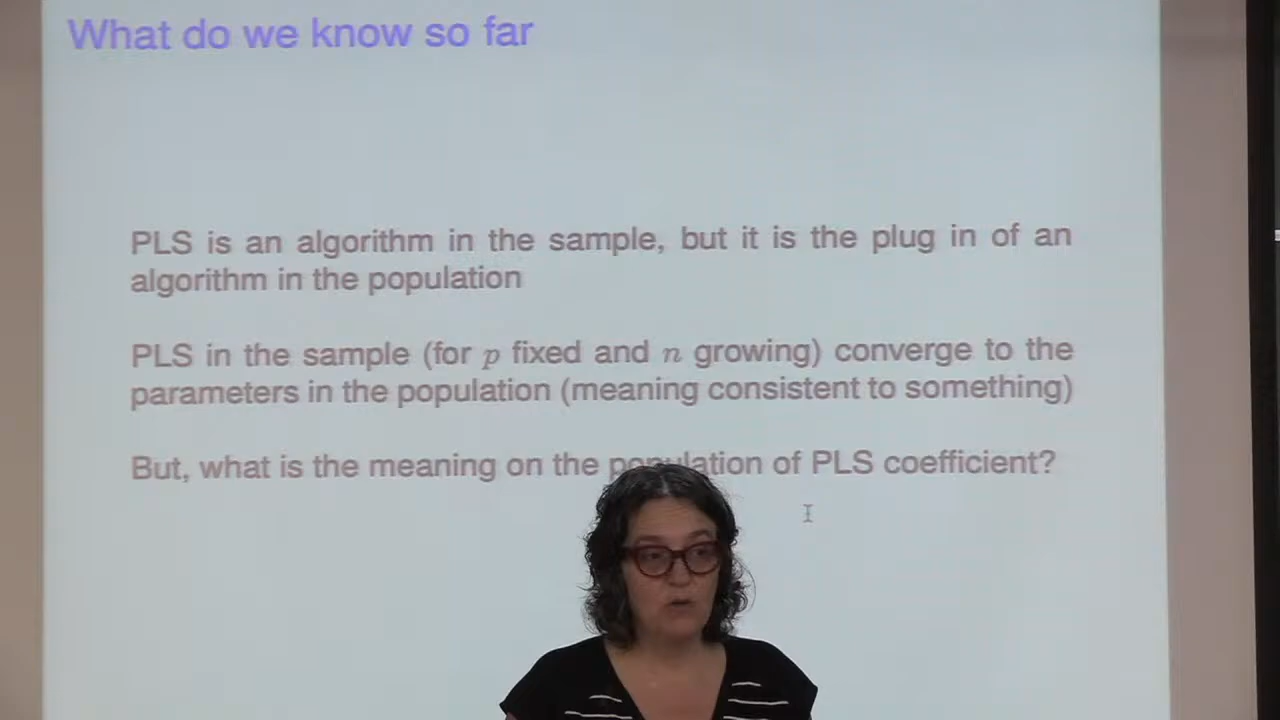 What do we know so far
PLS is an algorithm in the sample, but it is the plug in of an
algorithm in the population
PLS in the sample (for p fixed and n growing) converge to the
parameters in the population (meaning consistent to something)
But, what is the meaning on the population of PLS coefficient?